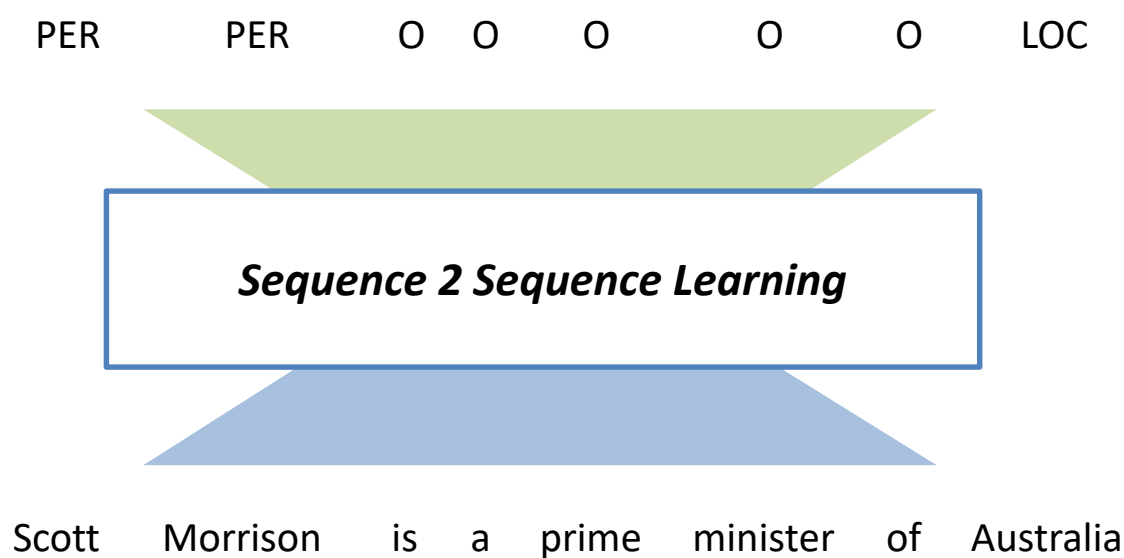 PER PER O O O O O LOC
Sequence 2 Sequence Learning
Scott Morrison is a prime minister of Australia